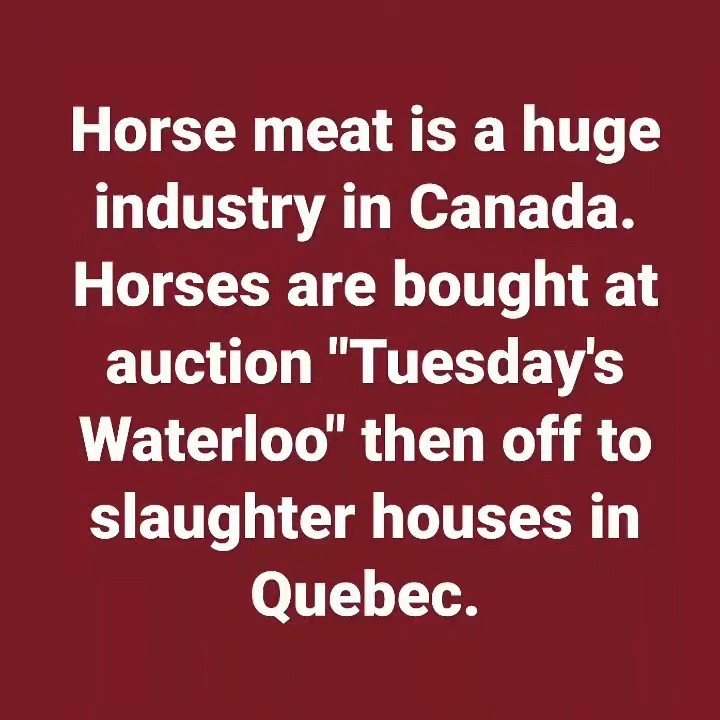 Horse meat is a huge
industry in Canada.
Horses are bought at
auction "Tuesday's
Waterloo" then off to
slaughter houses in
Quebec.